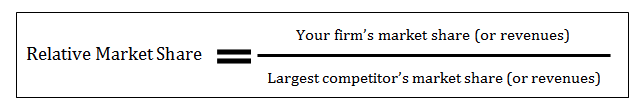 Your firm's market share (or revenues)
Relative Market Share =
Largest competitor's market share (or revenues)